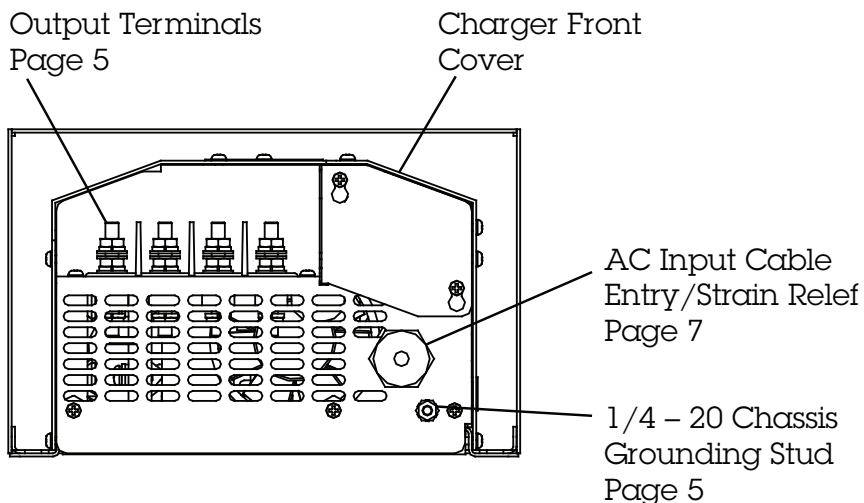 Output Terminals
Page 5
Charger Front
Cover
AC Input Cable
Entry/Strain Relef
Page 7
1/4 – 20 Chassis
Grounding Stud
Page 5